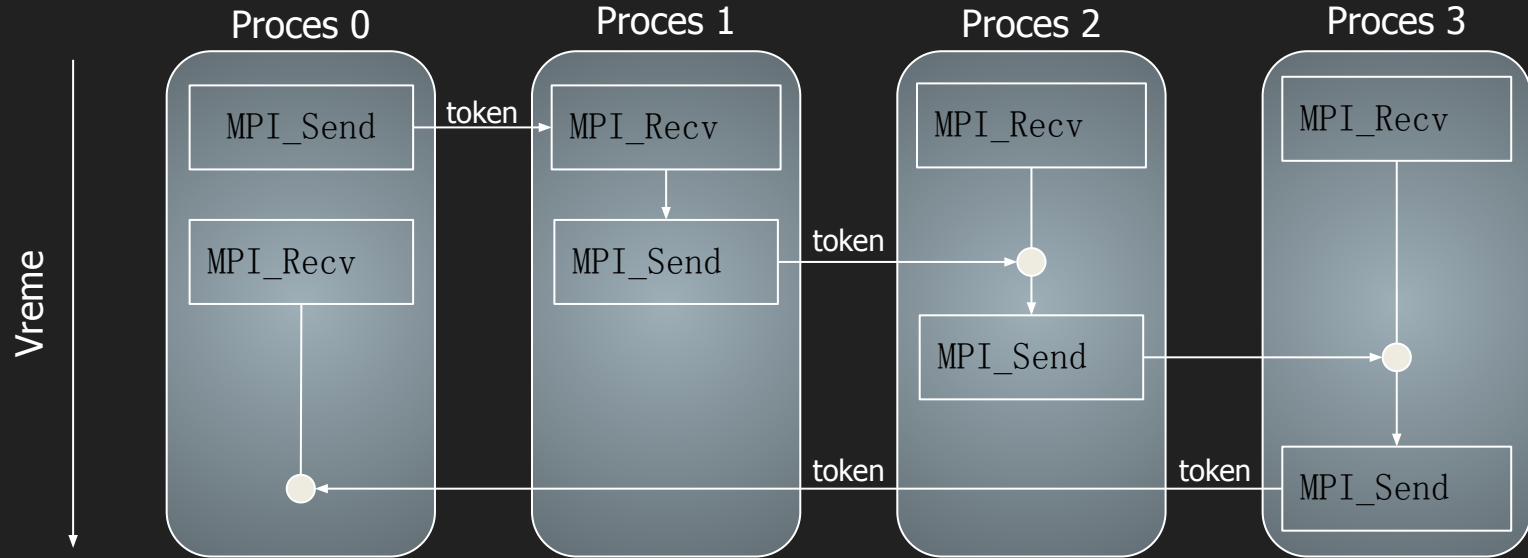 Proces 0
Proces 1
Proces 2
Proces 3
MPI_Send
token
MPI_Recv
MPI_Recv
MPI_Recv
Vreme
MPI_Recv
MPI_Send
token
MPI_Send
token
token
MPI_Send